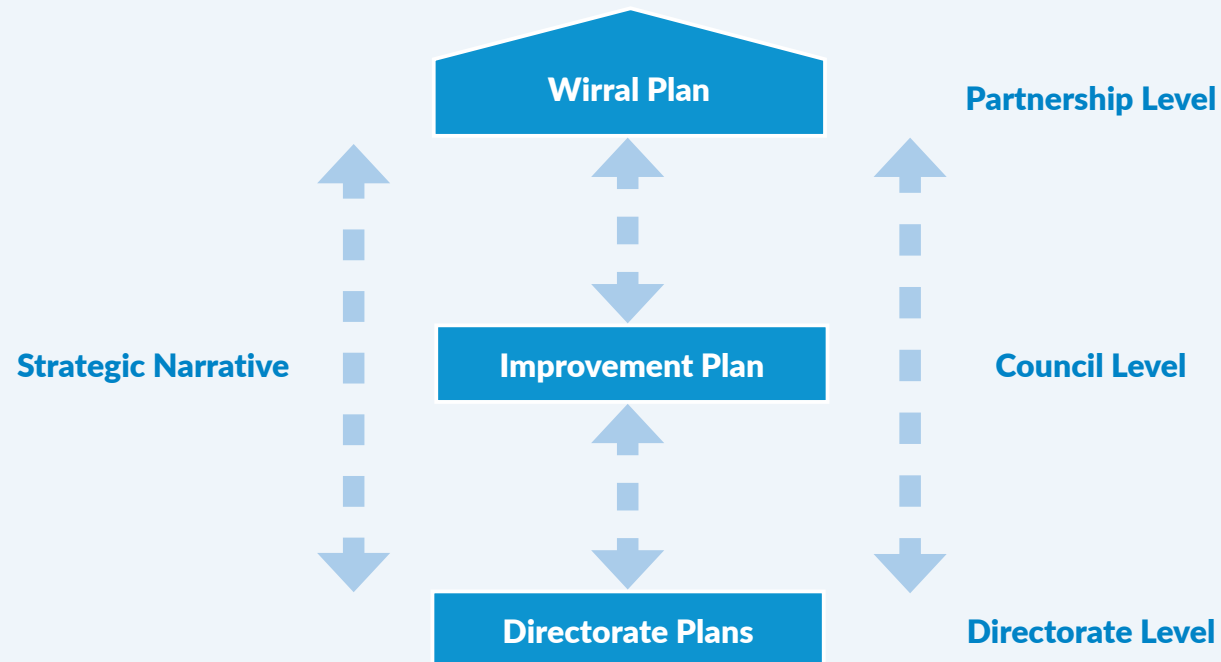 Wirral Plan
Partnership Level
Strategic Narrative
Improvement Plan
Council Level
Directorate Plans
Directorate Level